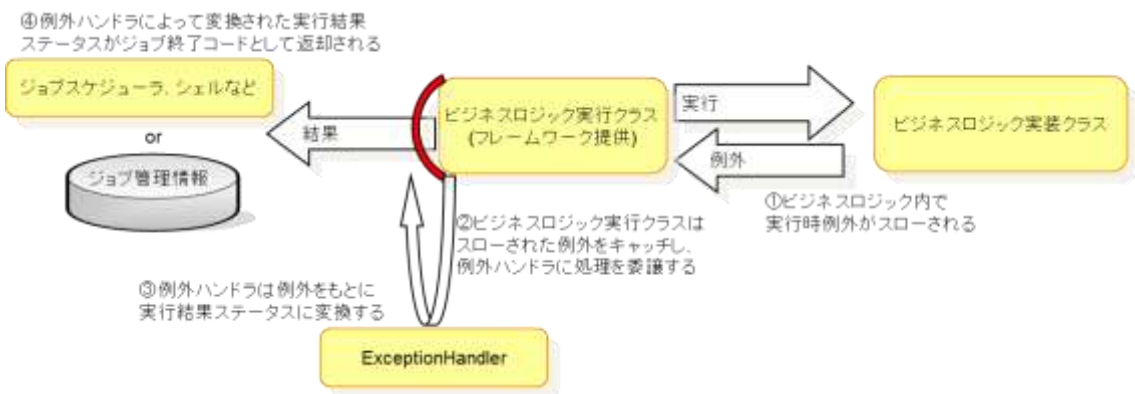 ④例外ハンドラによって変換された実行結果
ステータスがジョブ終了コードとして返却される
ジョブスケジューラ、シェルなど
or
ジョブ管理情報
結果
ビジネスロジック実行クラス
(フレームワーク提供)
実行
例外
ビジネスロジック実装クラス
①ビジネスロジック内で
実行時例外がスローされる
②ビジネスロジック実行クラスは
スローされた例外をキャッチし、
例外ハンドラに処理を委譲する
③例外ハンドラは例外をもとに
実行結果ステータスに変換する
ExceptionHandler